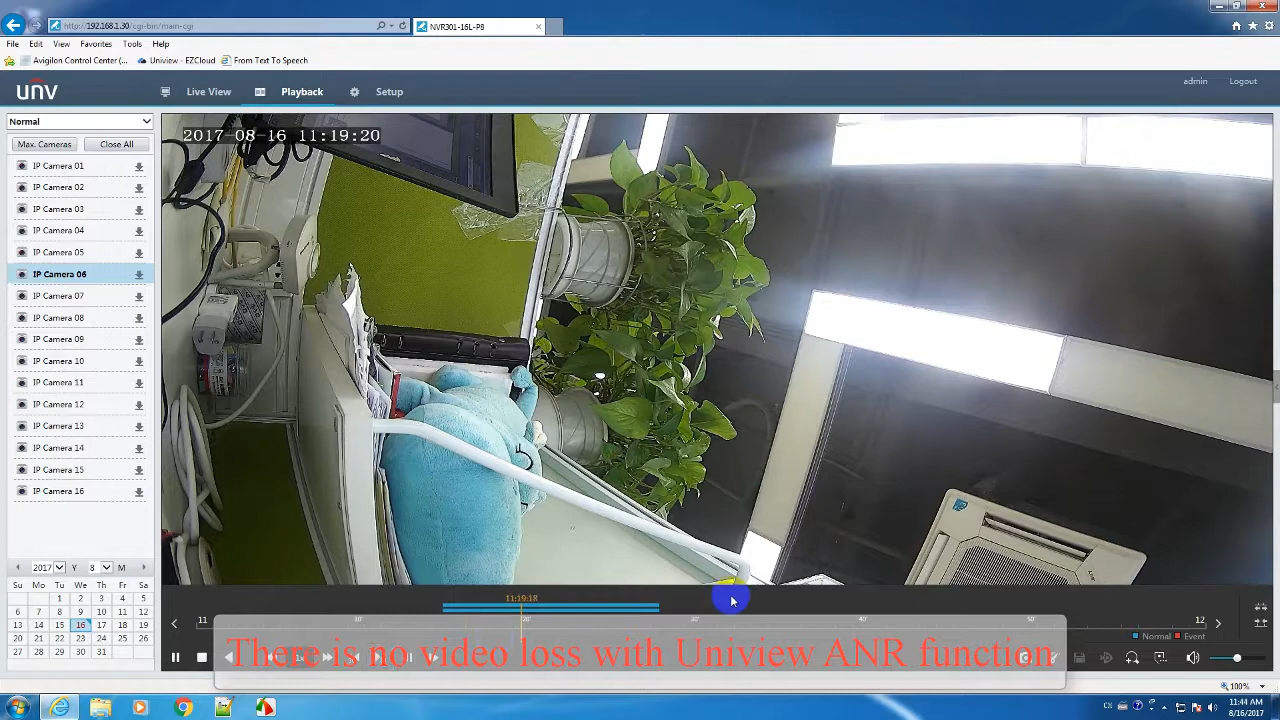 http://192.168.1.30/cgi-bin/main-cgi
NVR301-16L-P8
File Edit View Favorites Tools Help
Avigilon Control Center (... Uniview - EZCloud From Text To Speech
unv Live View Playback Setup admin Logout
Normal
Max. Cameras Close All
IP Camera 01
IP Camera 02
IP Camera 03
IP Camera 04
IP Camera 05
IP Camera 06
IP Camera 07
IP Camera 08
IP Camera 09
IP Camera 10
IP Camera 11
IP Camera 12
IP Camera 13
IP Camera 14
IP Camera 15
IP Camera 16
2017-08-16 11:19:20
2017 Y 8 M
Su Mo Tu We Th Fr Sa
1 2 3 4 5
6 7 8 9 10 11 12
13 14 15 16 17 18 19
20 21 22 23 24 25 26
27 28 29 30 31
11:19:18
11 10' 20' 30' 40' 50' 12
Normal Event
There is no video loss with Uniview ANR function
1x
100%
CH
11:44 AM
8/16/2017